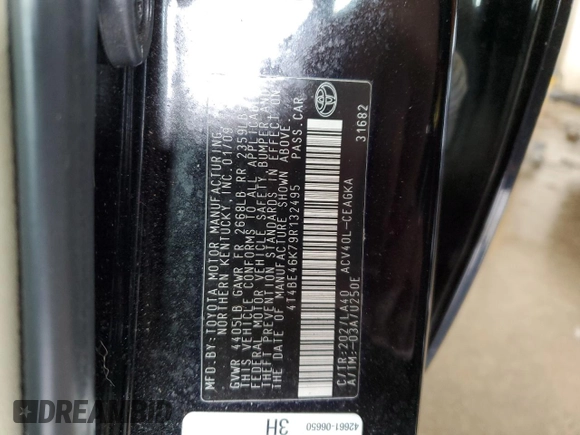 MFD.BY:TOYOTA MOTOR MANUFACTURING
NORTHERN KENTUCKY, INC. 01/09
GVWR 4405LB GAWR FR 2668LB RR 2359LB
THIS VEHICLE CONFORMS TO ALL
FEDERAL MOTOR VEHICLE SAFETY BUMPER, AND
THEFT PREVENTION STANDARDS IN EFFECT ON
THE DATE OF MANUFACTURE SHOWN ABOVE.
4T4BE46K79R132495 PASS.CAR
C/TR:202/LA40 ACV40L-CEAGKA
A/TM:-03A/U250E
31682
TOYOTA
42661-06650
3H
© DREAMBID